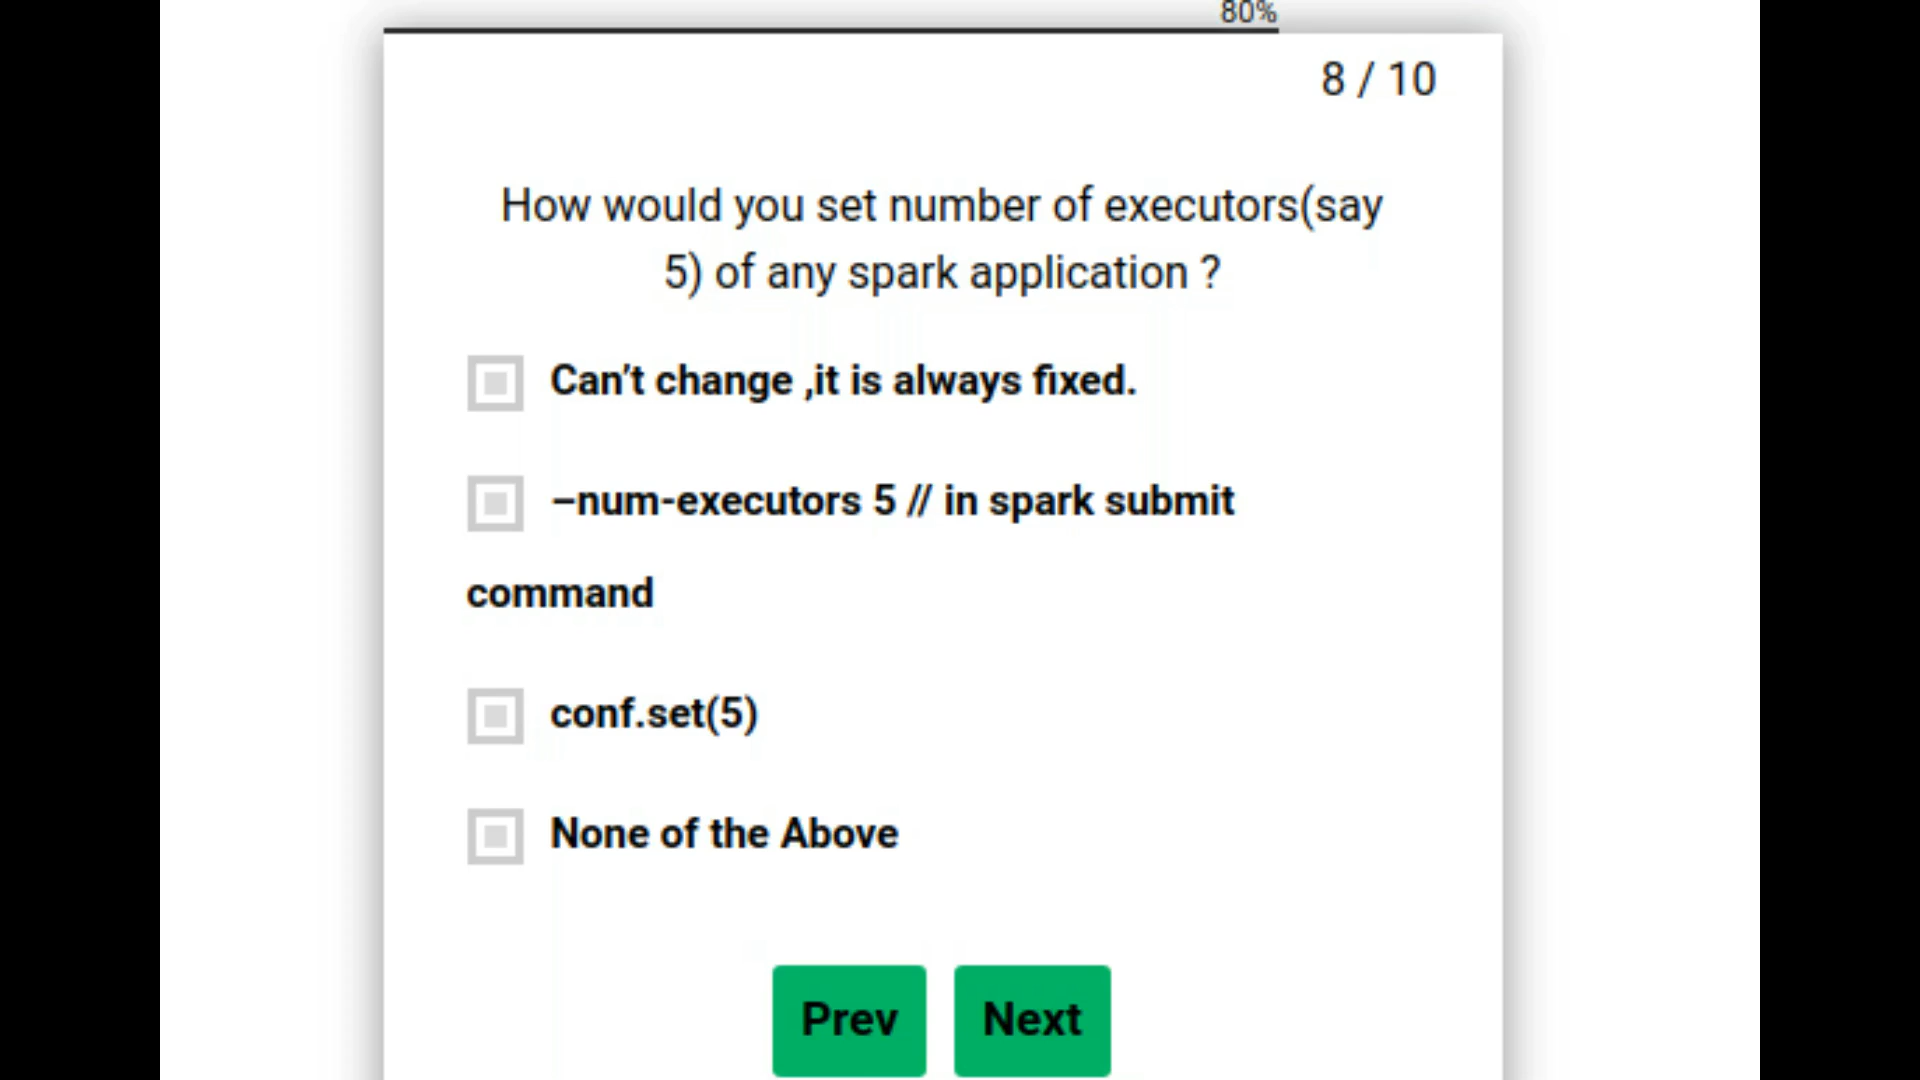 80%
8 / 10
How would you set number of executors(say
5) of any spark application ?
Can’t change ,it is always fixed.
–num-executors 5 // in spark submit
command
conf.set(5)
None of the Above
Prev
Next